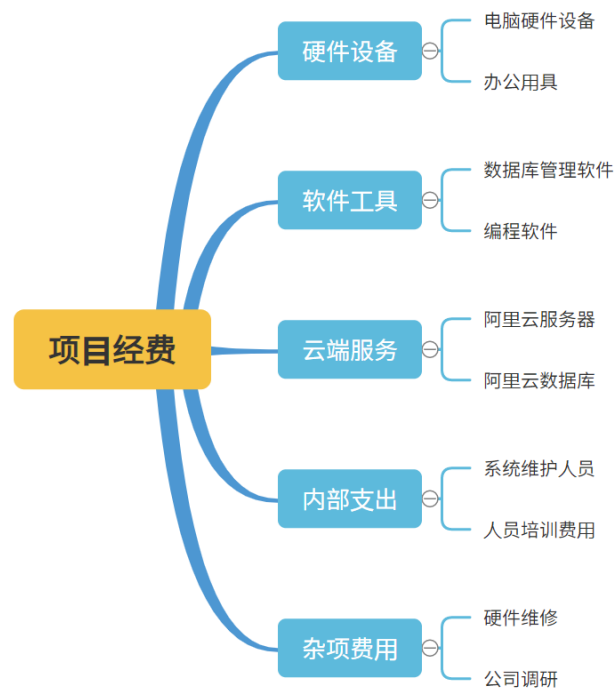 项目经费
硬件设备
电脑硬件设备
办公用具
软件工具
数据库管理软件
编程软件
云端服务
阿里云服务器
阿里云数据库
内部支出
系统维护人员
人员培训费用
杂项费用
硬件维修
公司调研